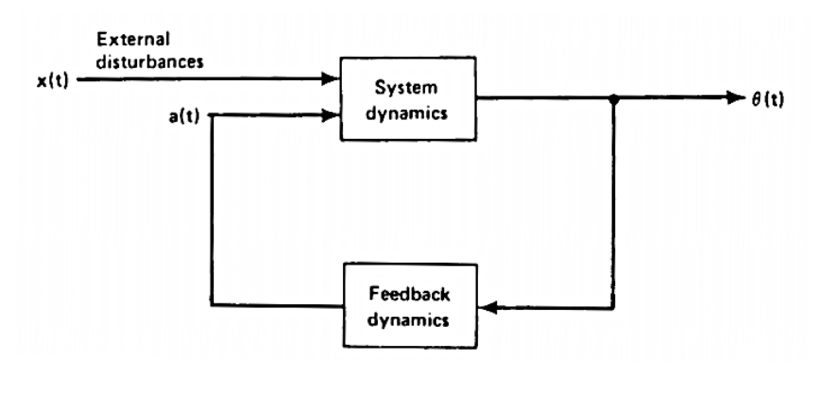 External
disturbances
x(t)
a(t)
System
dynamics
θ(t)
Feedback
dynamics